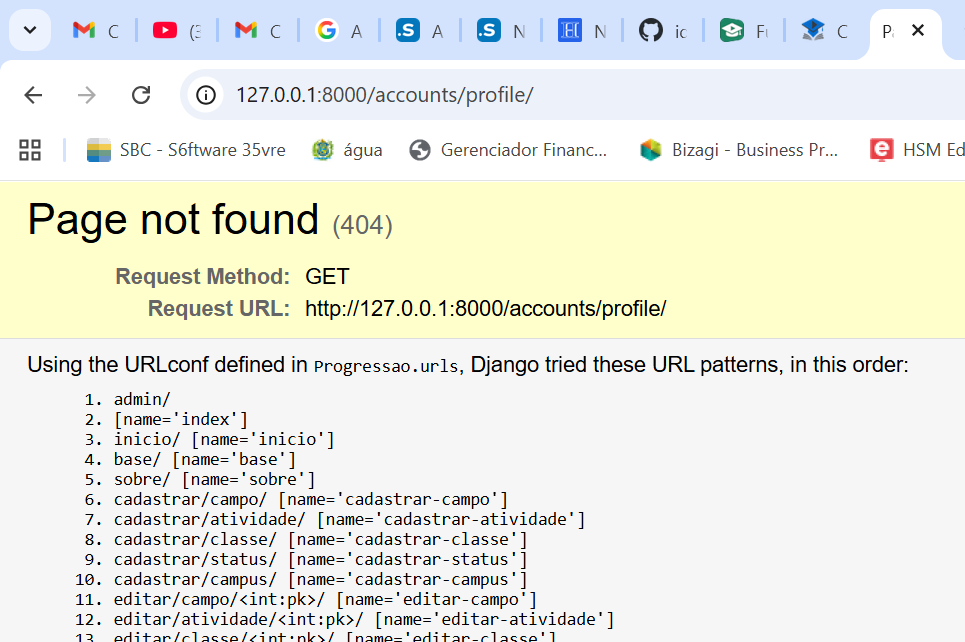 C (3 C A A N N ic Fu C Pa
127.0.0.1:8000/accounts/profile/
SBC - S6ftware 35vre água Gerenciador Financ... Bizagi - Business Pr... HSM Ed
Page not found (404)
Request Method: GET
Request URL: http://127.0.0.1:8000/accounts/profile/
Using the URLconf defined in Progressao.urls, Django tried these URL patterns, in this order:
1. admin/
2. [name='index']
3. inicio/ [name='inicio']
4. base/ [name='base']
5. sobre/ [name='sobre']
6. cadastrar/campo/ [name='cadastrar-campo']
7. cadastrar/atividade/ [name='cadastrar-atividade']
8. cadastrar/classe/ [name='cadastrar-classe']
9. cadastrar/status/ [name='cadastrar-status']
10. cadastrar/campus/ [name='cadastrar-campus']
11. editar/campo/<int:pk>/ [name='editar-campo']
12. editar/atividade/<int:pk>/ [name='editar-atividade']
13. editar/classe/<int:pk>/ [name='editar-classe']